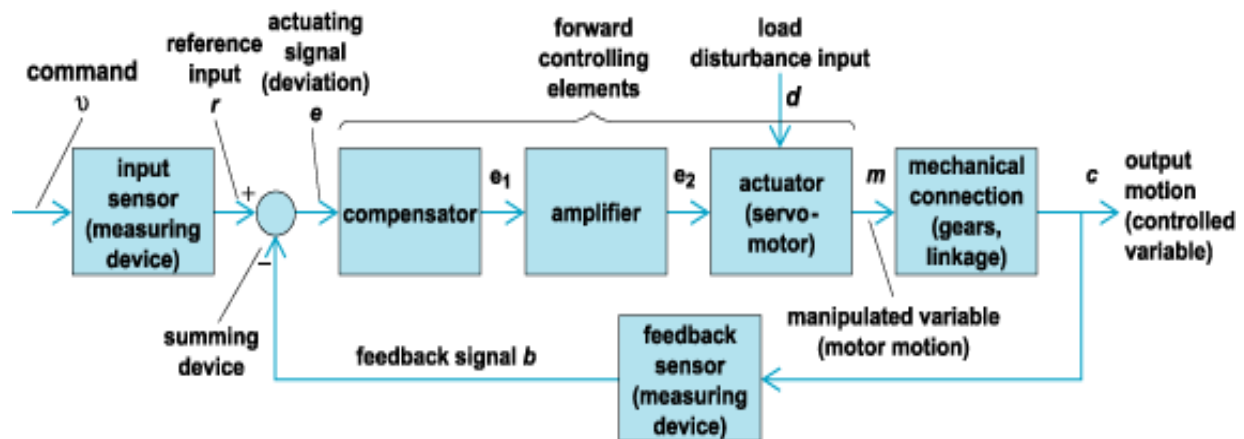 command
υ
reference
input
r
actuating
signal
(deviation)
e
forward
controlling
elements
load
disturbance input
d
input
sensor
(measuring
device)
+
−
summing
device
compensator
e1
amplifier
e2
actuator
(servo-
motor)
m
mechanical
connection
(gears,
linkage)
c
output
motion
(controlled
variable)
manipulated variable
(motor motion)
feedback signal b
feedback
sensor
(measuring
device)